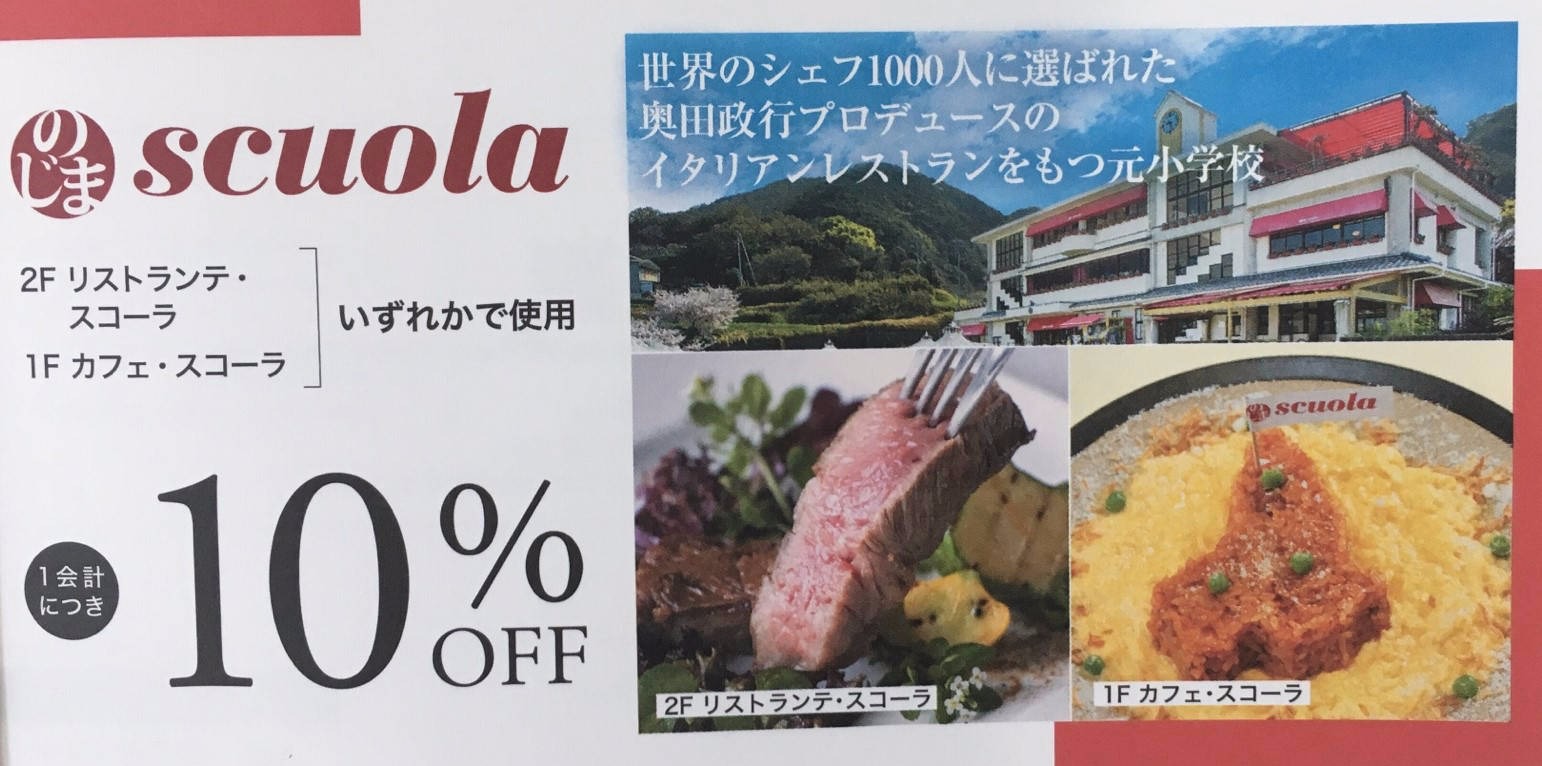 のじま scuola
2F リストランテ・
スコーラ
1F カフェ・スコーラ
いずれかで使用
1会計
につき
10%
OFF
世界のシェフ1000人に選ばれた
奥田政行プロデュースの
イタリアンレストランをもつ元小学校
のじま scuola
2F リストランテ・スコーラ
1F カフェ・スコーラ